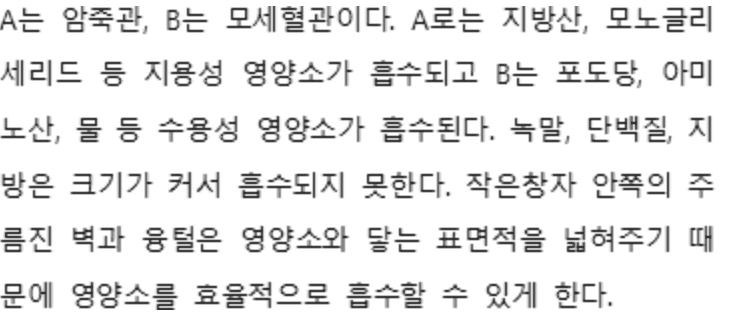 A는 암죽관, B는 모세혈관이다. A로는 지방산, 모노글리
세리드 등 지용성 영양소가 흡수되고 B는 포도당, 아미
노산, 물 등 수용성 영양소가 흡수된다. 녹말, 단백질, 지
방은 크기가 커서 흡수되지 못한다. 작은창자 안쪽의 주
름진 벽과 융털은 영양소와 닿는 표면적을 넓혀주기 때
문에 영양소를 효율적으로 흡수할 수 있게 한다.